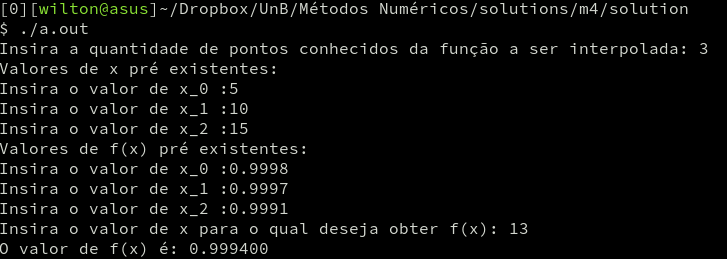 [0][wilton@asus]~/Dropbox/UnB/Métodos Numéricos/solutions/m4/solution
$ ./a.out
Insira a quantidade de pontos conhecidos da função a ser interpolada: 3
Valores de x pré existentes:
Insira o valor de x_0 :5
Insira o valor de x_1 :10
Insira o valor de x_2 :15
Valores de f(x) pré existentes:
Insira o valor de x_0 :0.9998
Insira o valor de x_1 :0.9997
Insira o valor de x_2 :0.9991
Insira o valor de x para o qual deseja obter f(x): 13
O valor de f(x) é: 0.999400